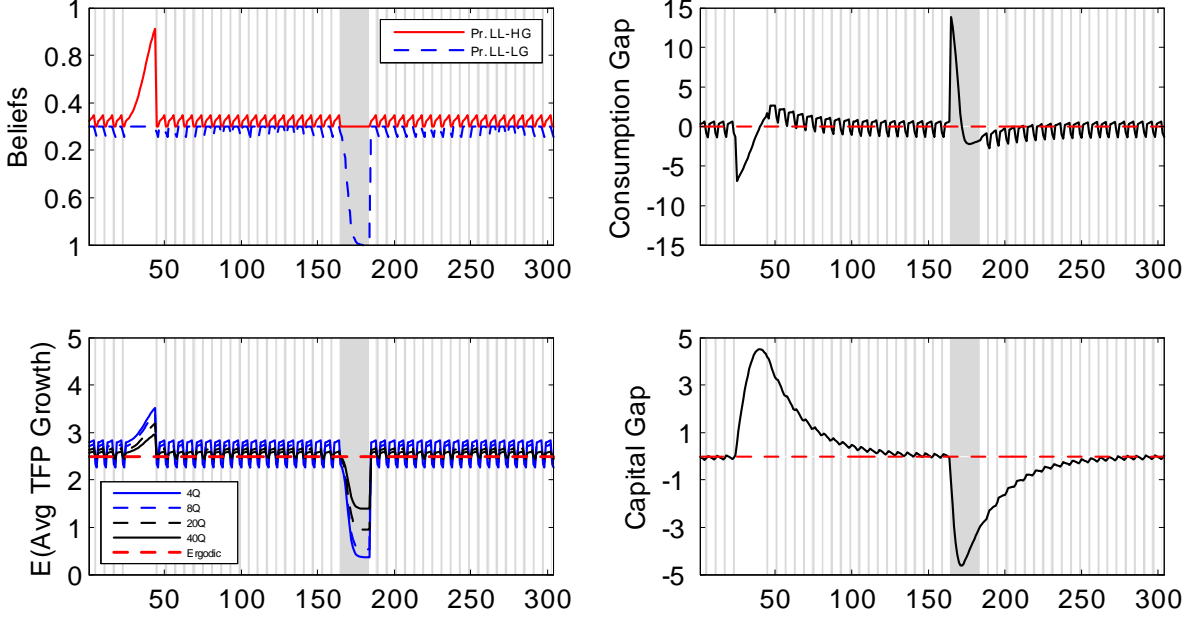 1
0.8
0.4
0.2
0.6
1
Beliefs
Pr. LL-HG
Pr. LL-LG
50 100 150 200 250 300
15
10
5
0
-5
-10
-15
Consumption Gap
50 100 150 200 250 300
5
4
3
2
1
0
E(Avg TFP Growth)
4Q
8Q
20Q
40Q
Ergodic
50 100 150 200 250 300
5
3
1
-1
-3
-5
Capital Gap
50 100 150 200 250 300